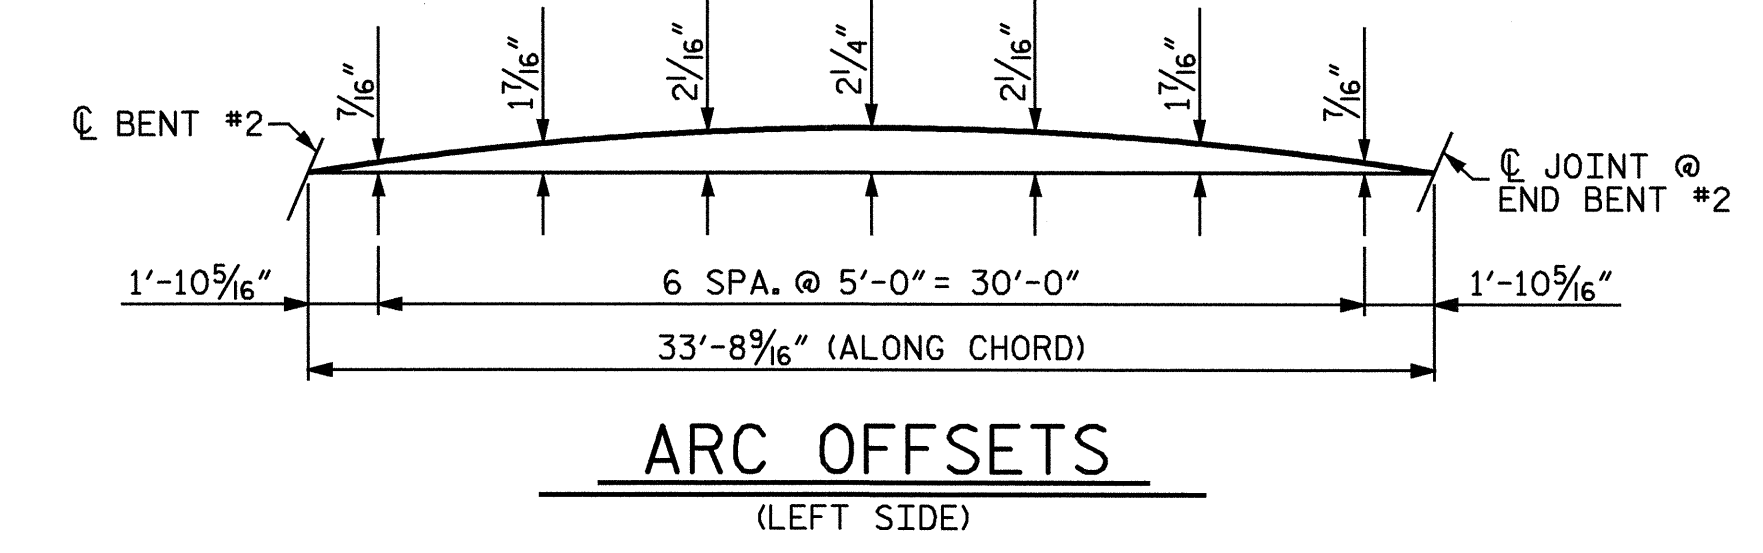 7/16" 1 7/16" 2 1/16" 2 1/4" 2 1/16" 1 7/16" 7/16"
℄ BENT #2
℄ JOINT @
END BENT #2
1'-10 5/16" 6 SPA. @ 5'-0" = 30'-0" 1'-10 5/16"
33'-8 9/16" (ALONG CHORD)
ARC OFFSETS
(LEFT SIDE)